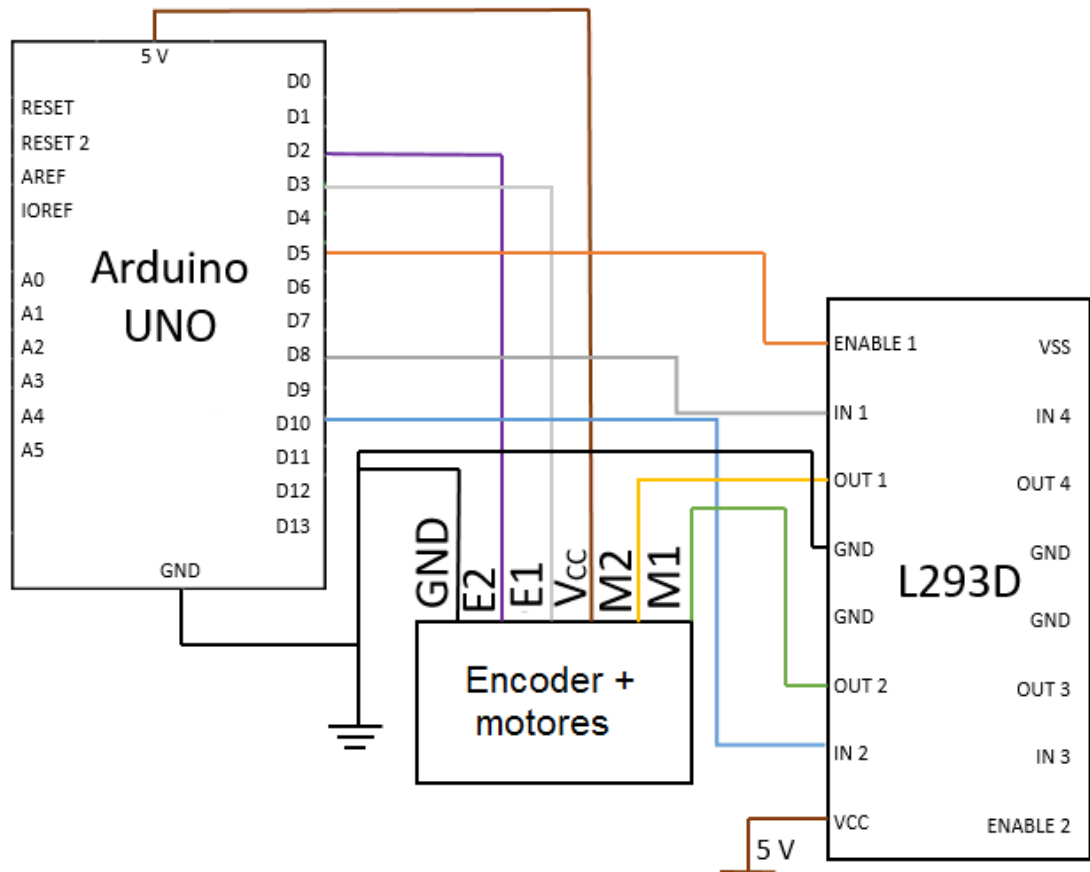 5 V
RESET
RESET 2
AREF
IOREF
A0
A1
A2
A3
A4
A5
Arduino
UNO
D0
D1
D2
D3
D4
D5
D6
D7
D8
D9
D10
D11
D12
D13
GND
GND
E2
E1
Vcc
M2
M1
Encoder +
motores
ENABLE 1
IN 1
OUT 1
GND
GND
OUT 2
IN 2
VCC
L293D
VSS
IN 4
OUT 4
GND
GND
OUT 3
IN 3
ENABLE 2
5 V